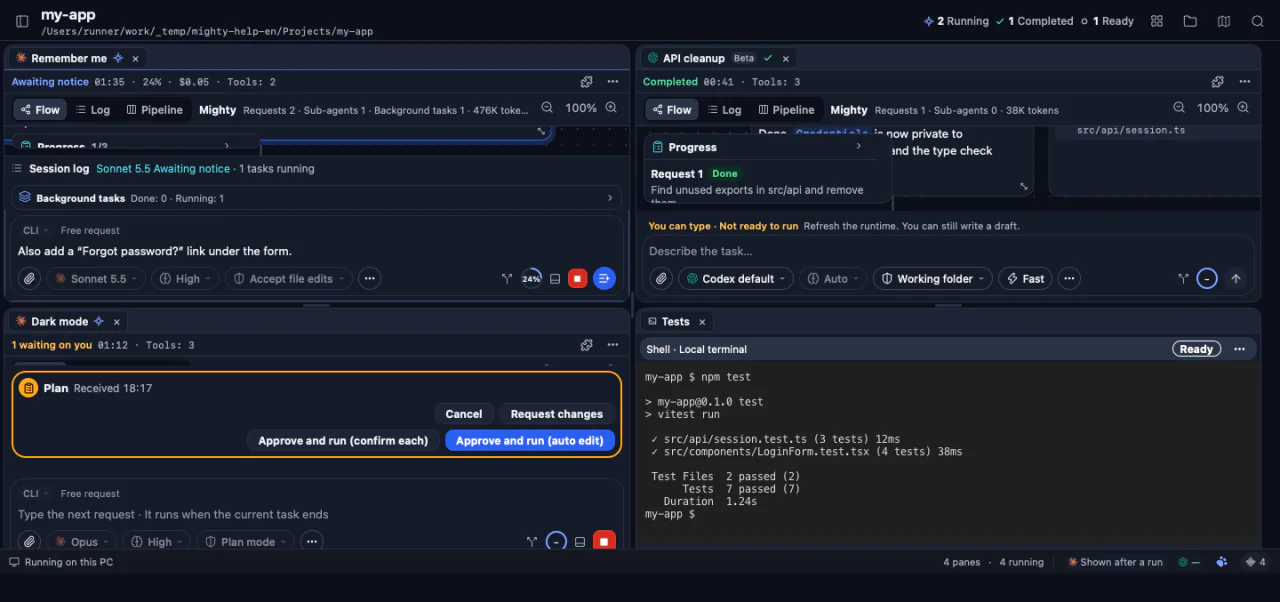 my-app
/Users/runner/work/_temp/mighty-help-en/Projects/my-app
2 Running 1 Completed 1 Ready
Remember me
Awaiting notice 01:35 · 24% · $0.05 · Tools: 2
Flow Log Pipeline Mighty Requests 2 · Sub-agents 1 · Background tasks 1 · 476K toke… 100%
Progress 1/3
Session log Sonnet 5.5 Awaiting notice · 1 tasks running
Background tasks Done: 0 · Running: 1
CLI Free request
Also add a “Forgot password?” link under the form.
Sonnet 5.5 High Accept file edits 24%
API cleanup Beta
Completed 00:41 · Tools: 3
Flow Log Pipeline Mighty Requests 1 · Sub-agents 0 · 38K tokens 100%
Done. Credentials is now private to
and the type check
src/api/session.ts
Progress
Request 1 Done
Find unused exports in src/api and remove
them.
You can type · Not ready to run Refresh the runtime. You can still write a draft.
Describe the task…
Codex default Auto Working folder Fast
Dark mode
1 waiting on you 01:12 · Tools: 3
Plan Received 18:17
Cancel Request changes
Approve and run (confirm each) Approve and run (auto edit)
CLI Free request
Type the next request · It runs when the current task ends
Opus High Plan mode
Tests
Shell · Local terminal Ready
my-app $ npm test
> my-app@0.1.0 test
> vitest run
✓ src/api/session.test.ts (3 tests) 12ms
✓ src/components/LoginForm.test.tsx (4 tests) 38ms
Test Files 2 passed (2)
Tests 7 passed (7)
Duration 1.24s
my-app $
Running on this PC
4 panes · 4 running Shown after a run — 4